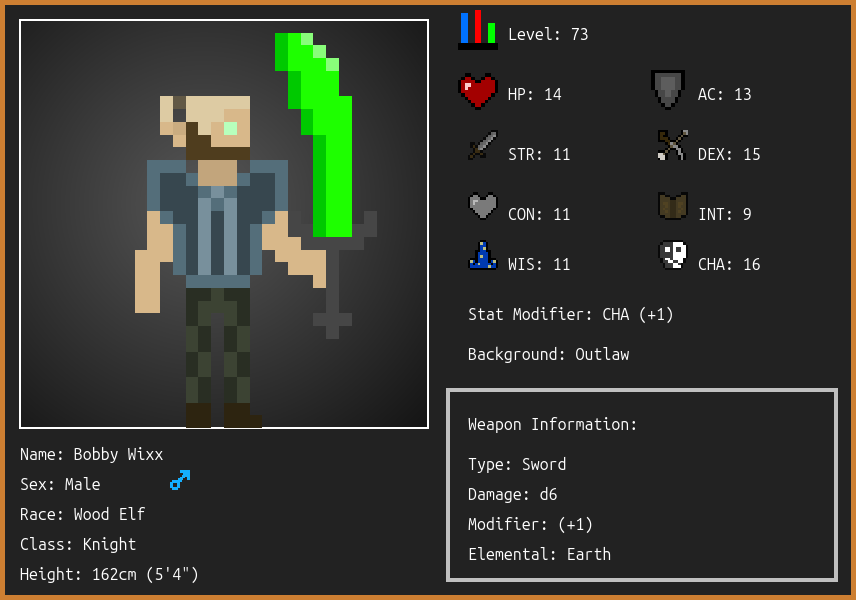 Level: 73
HP: 14
AC: 13
STR: 11
DEX: 15
CON: 11
INT: 9
WIS: 11
CHA: 16
Stat Modifier: CHA (+1)
Background: Outlaw
Weapon Information:
Type: Sword
Damage: d6
Modifier: (+1)
Elemental: Earth
Name: Bobby Wixx
Sex: Male
Race: Wood Elf
Class: Knight
Height: 162cm (5'4")